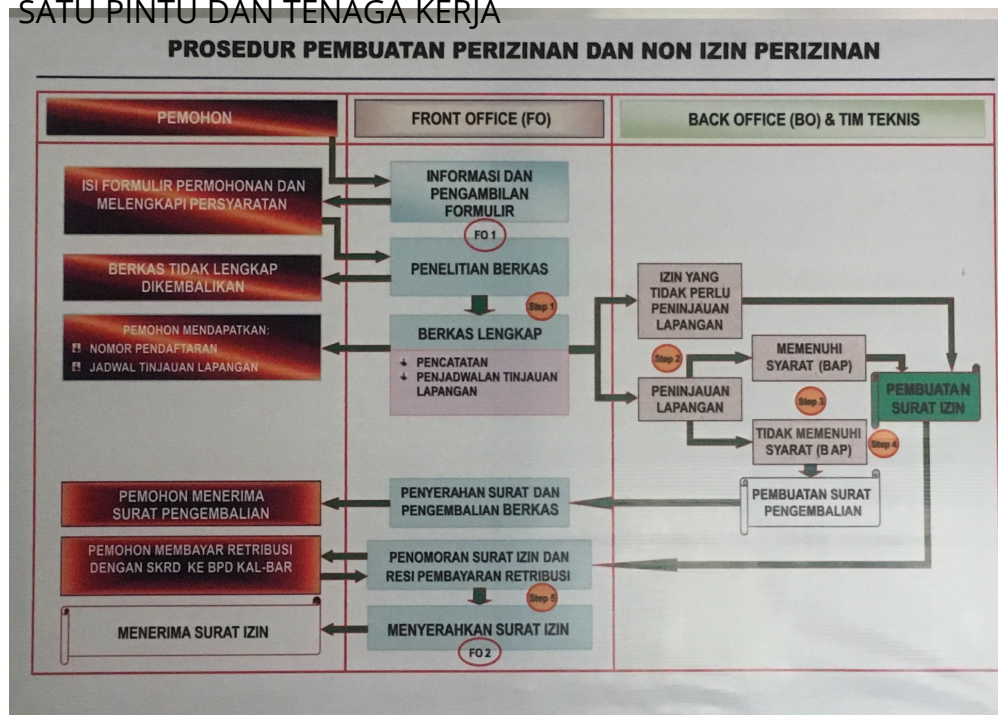 SATU PINTU DAN TENAGA KERJA
PROSEDUR PEMBUATAN PERIZINAN DAN NON IZIN PERIZINAN
PEMOHON
FRONT OFFICE (FO)
BACK OFFICE (BO) & TIM TEKNIS
ISI FORMULIR PERMOHONAN DAN
MELENGKAPI PERSYARATAN
INFORMASI DAN
PENGAMBILAN
FORMULIR
FO 1
BERKAS TIDAK LENGKAP
DIKEMBALIKAN
PENELITIAN BERKAS
Step 1
PEMOHON MENDAPATKAN:
NOMOR PENDAFTARAN
JADWAL TINJAUAN LAPANGAN
BERKAS LENGKAP
PENCATATAN
PENJADWALAN TINJAUAN
LAPANGAN
IZIN YANG
TIDAK PERLU
PENINJAUAN
LAPANGAN
Step 2
PENINJAUAN
LAPANGAN
MEMENUHI
SYARAT (BAP)
Step 3
TIDAK MEMENUHI
SYARAT (BAP)
Step 4
PEMBUATAN
SURAT IZIN
PEMOHON MENERIMA
SURAT PENGEMBALIAN
PENYERAHAN SURAT DAN
PENGEMBALIAN BERKAS
PEMBUATAN SURAT
PENGEMBALIAN
PEMOHON MEMBAYAR RETRIBUSI
DENGAN SKRD KE BPD KAL-BAR
PENOMORAN SURAT IZIN DAN
RESI PEMBAYARAN RETRIBUSI
Step 5
MENERIMA SURAT IZIN
MENYERAHKAN SURAT IZIN
FO 2